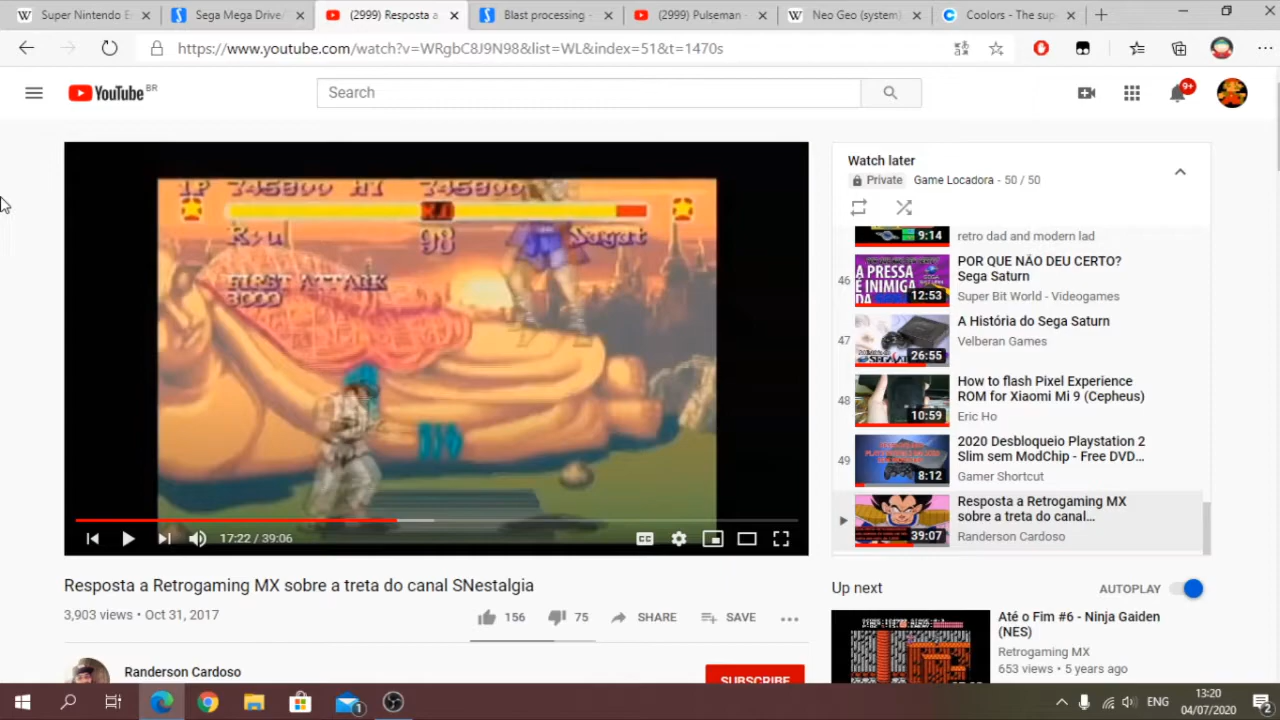 Super Nintendo E
Sega Mega Drive/
(2999) Resposta a
Blast processing -
(2999) Pulseman -
Neo Geo (system)
Coolors - The sup
https://www.youtube.com/watch?v=WRgbC8J9N98&list=WL&index=51&t=1470s
YouTube BR
Search
9+
1P 745800 HI 745800
K.O
Ryu 98 Sagat
FIRST ATTACK
3000
17:22 / 39:06
CC
Watch later
Private Game Locadora - 50 / 50
9:14
retro dad and modern lad
46
A PRESSA
É INIMIGA
DA
12:53
POR QUE NÃO DEU CERTO?
Sega Saturn
Super Bit World - Videogames
47
26:55
A História do Sega Saturn
Velberan Games
48
10:59
How to flash Pixel Experience
ROM for Xiaomi Mi 9 (Cepheus)
Eric Ho
49
8:12
2020 Desbloqueio Playstation 2
Slim sem ModChip - Free DVD...
Gamer Shortcut
39:07
Resposta a Retrogaming MX
sobre a treta do canal...
Randerson Cardoso
Resposta a Retrogaming MX sobre a treta do canal SNestalgia
3,903 views • Oct 31, 2017
156
75
SHARE
SAVE
Randerson Cardoso
SUBSCRIBE
Up next
AUTOPLAY
Até o Fim #6 - Ninja Gaiden
(NES)
Retrogaming MX
653 views • 5 years ago
1
ENG
13:20
04/07/2020
2